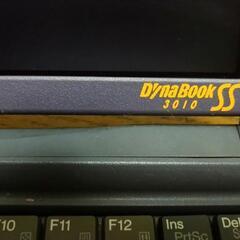 DynaBook SS
3010
F10 F11 F12 Ins Del
PrtSc